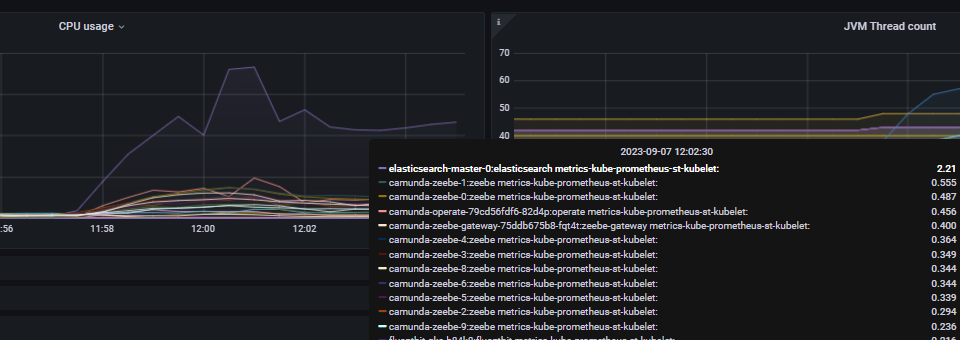 CPU usage
i
JVM Thread count
70
60
50
40
:56
11:58
12:00
12:02
2023-09-07 12:02:30
elasticsearch-master-0:elasticsearch metrics-kube-prometheus-st-kubelet: 2.21
camunda-zeebe-1:zeebe metrics-kube-prometheus-st-kubelet: 0.555
camunda-zeebe-0:zeebe metrics-kube-prometheus-st-kubelet: 0.487
camunda-operate-79cd56fdf6-82d4p:operate metrics-kube-prometheus-st-kubelet: 0.456
camunda-zeebe-gateway-75ddb675b8-fqt4t:zeebe-gateway metrics-kube-prometheus-st-kubelet: 0.400
camunda-zeebe-4:zeebe metrics-kube-prometheus-st-kubelet: 0.364
camunda-zeebe-3:zeebe metrics-kube-prometheus-st-kubelet: 0.349
camunda-zeebe-8:zeebe metrics-kube-prometheus-st-kubelet: 0.344
camunda-zeebe-6:zeebe metrics-kube-prometheus-st-kubelet: 0.344
camunda-zeebe-5:zeebe metrics-kube-prometheus-st-kubelet: 0.339
camunda-zeebe-2:zeebe metrics-kube-prometheus-st-kubelet: 0.294
camunda-zeebe-9:zeebe metrics-kube-prometheus-st-kubelet: 0.236